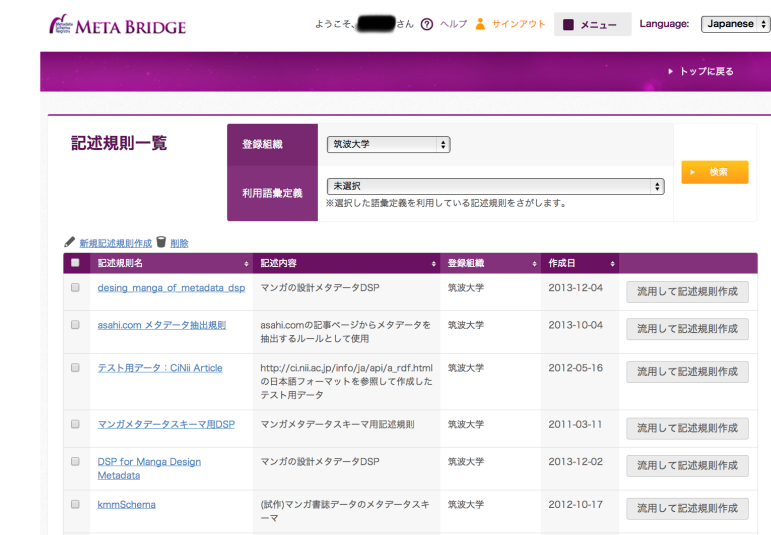 Metadata Schema Registry META BRIDGE
ようこそ、 さん ? ヘルプ サインアウト メニュー Language: Japanese
トップに戻る
記述規則一覧
登録組織 筑波大学
検索
利用語彙定義 未選択
※選択した語彙定義を利用している記述規則をさがします。
新規記述規則作成 削除
記述規則名 記述内容 登録組織 作成日
desing_manga_of_metadata_dsp マンガの設計メタデータDSP 筑波大学 2013-12-04 流用して記述規則作成
asahi.com メタデータ抽出規則 asahi.comの記事ページからメタデータを 筑波大学 2013-10-04 流用して記述規則作成
抽出するルールとして使用
テスト用データ：CiNii Article http://ci.nii.ac.jp/info/ja/api/a_rdf.html 筑波大学 2012-05-16 流用して記述規則作成
の日本語フォーマットを参照して作成した
テスト用データ
マンガメタデータスキーマ用DSP マンガメタデータスキーマ用記述規則 筑波大学 2011-03-11 流用して記述規則作成
DSP for Manga Design マンガの設計メタデータDSP 筑波大学 2013-12-02 流用して記述規則作成
Metadata
kmmSchema (試作)マンガ書誌データのメタデータスキ 筑波大学 2012-10-17 流用して記述規則作成
ーマ